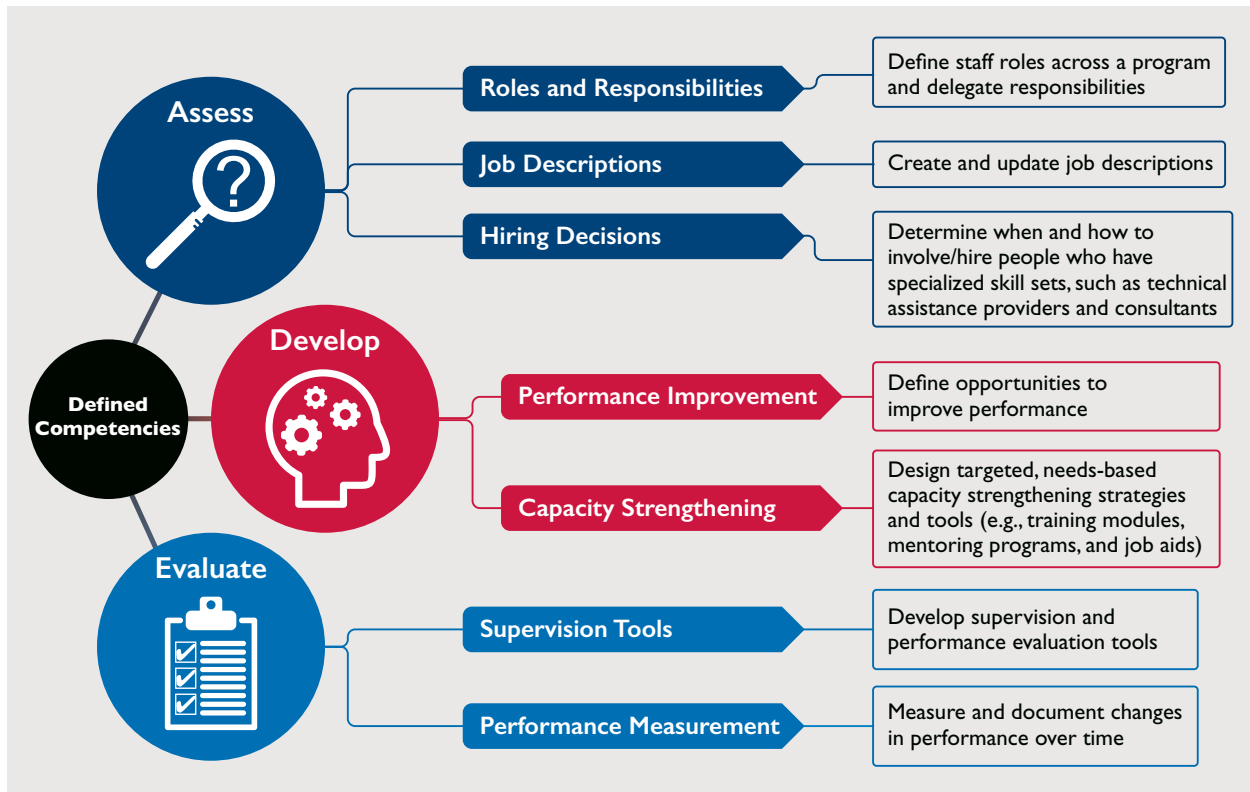 Assess
?
Roles and Responsibilities
Define staff roles across a program
and delegate responsibilities
Job Descriptions
Create and update job descriptions
Hiring Decisions
Determine when and how to
involve/hire people who have
specialized skill sets, such as technical
assistance providers and consultants
Defined
Competencies
Develop
Performance Improvement
Define opportunities to
improve performance
Capacity Strengthening
Design targeted, needs-based
capacity strengthening strategies
and tools (e.g., training modules,
mentoring programs, and job aids)
Evaluate
Supervision Tools
Develop supervision and
performance evaluation tools
Performance Measurement
Measure and document changes
in performance over time